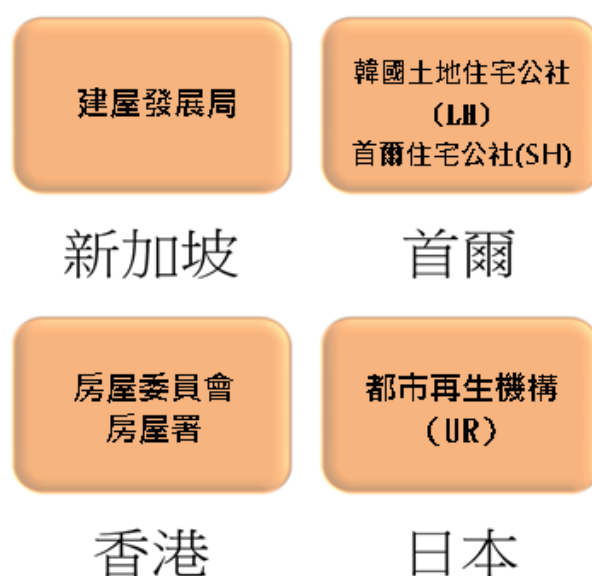 建屋發展局
新加坡
韓國土地住宅公社
(LH)
首爾住宅公社(SH)
首爾
房屋委員會
房屋署
香港
都市再生機構
(UR)
日本